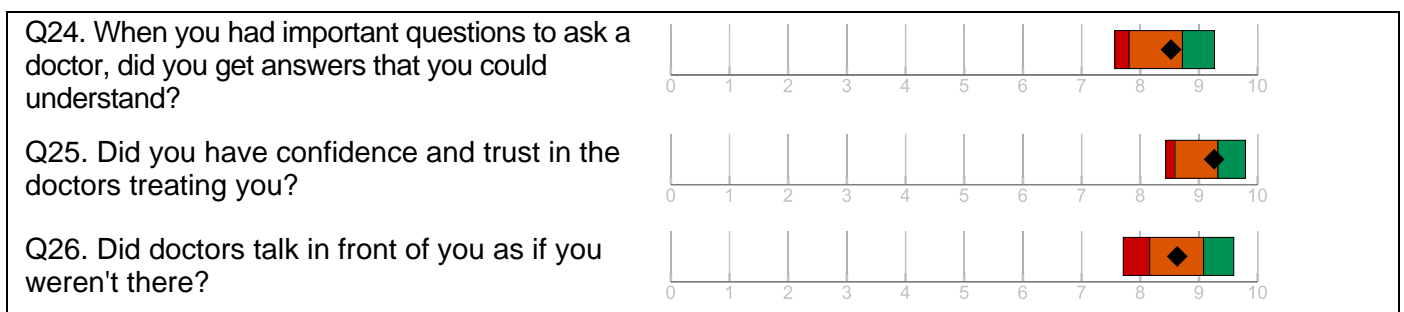 Q24. When you had important questions to ask a
doctor, did you get answers that you could
understand?
0 1 2 3 4 5 6 7 8 9 10
Q25. Did you have confidence and trust in the
doctors treating you?
0 1 2 3 4 5 6 7 8 9 10
Q26. Did doctors talk in front of you as if you
weren't there?
0 1 2 3 4 5 6 7 8 9 10